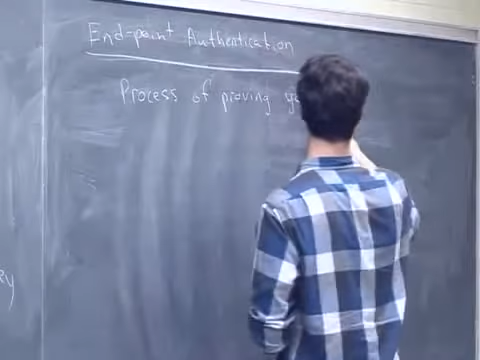 End-point Authentication
Process of proving